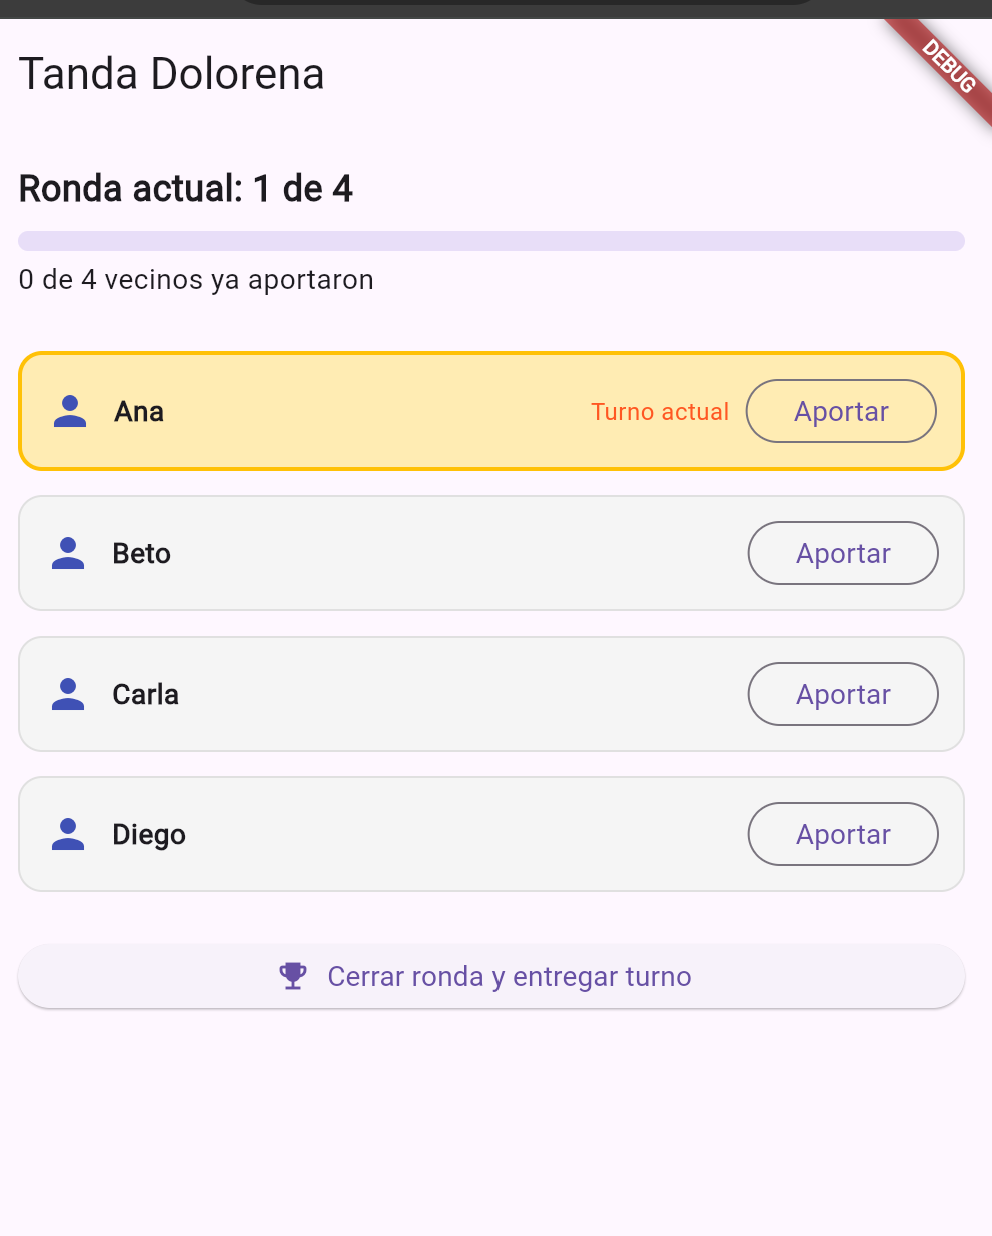 Tanda Dolorena
DEBUG
Ronda actual: 1 de 4
0 de 4 vecinos ya aportaron
Ana Turno actual Aportar
Beto Aportar
Carla Aportar
Diego Aportar
Cerrar ronda y entregar turno